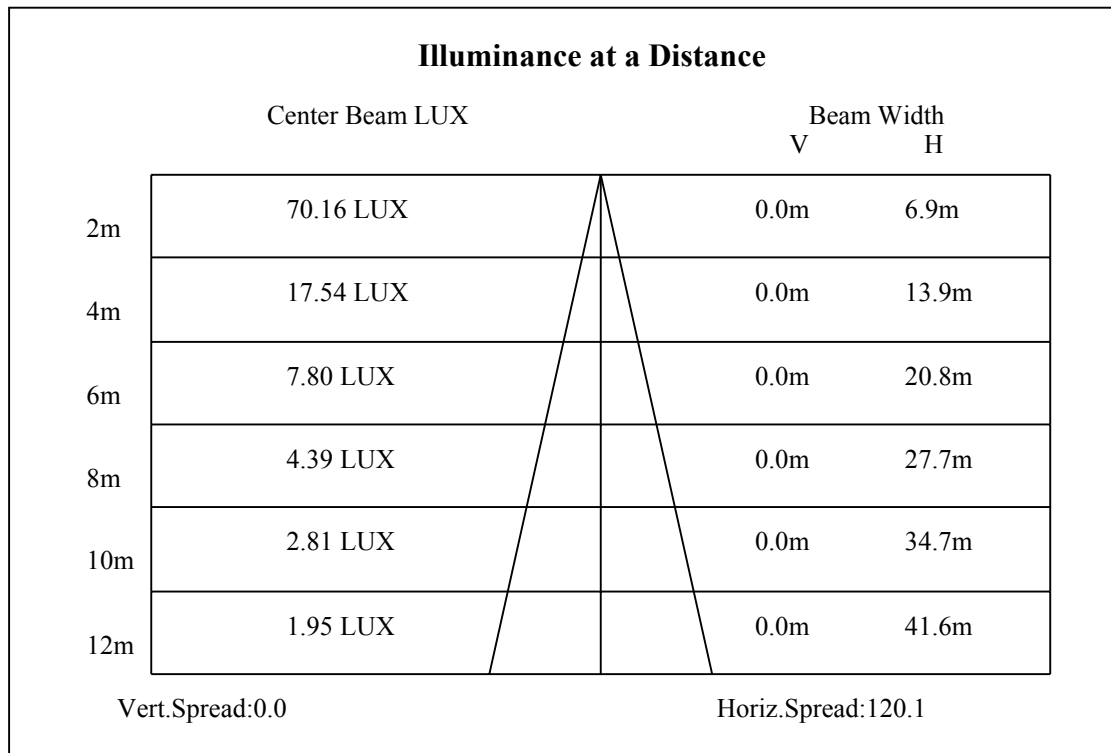 Illuminance at a Distance
Center Beam LUX Beam Width
V H
2m 70.16 LUX 0.0m 6.9m
4m 17.54 LUX 0.0m 13.9m
6m 7.80 LUX 0.0m 20.8m
8m 4.39 LUX 0.0m 27.7m
10m 2.81 LUX 0.0m 34.7m
12m 1.95 LUX 0.0m 41.6m
Vert.Spread:0.0 Horiz.Spread:120.1